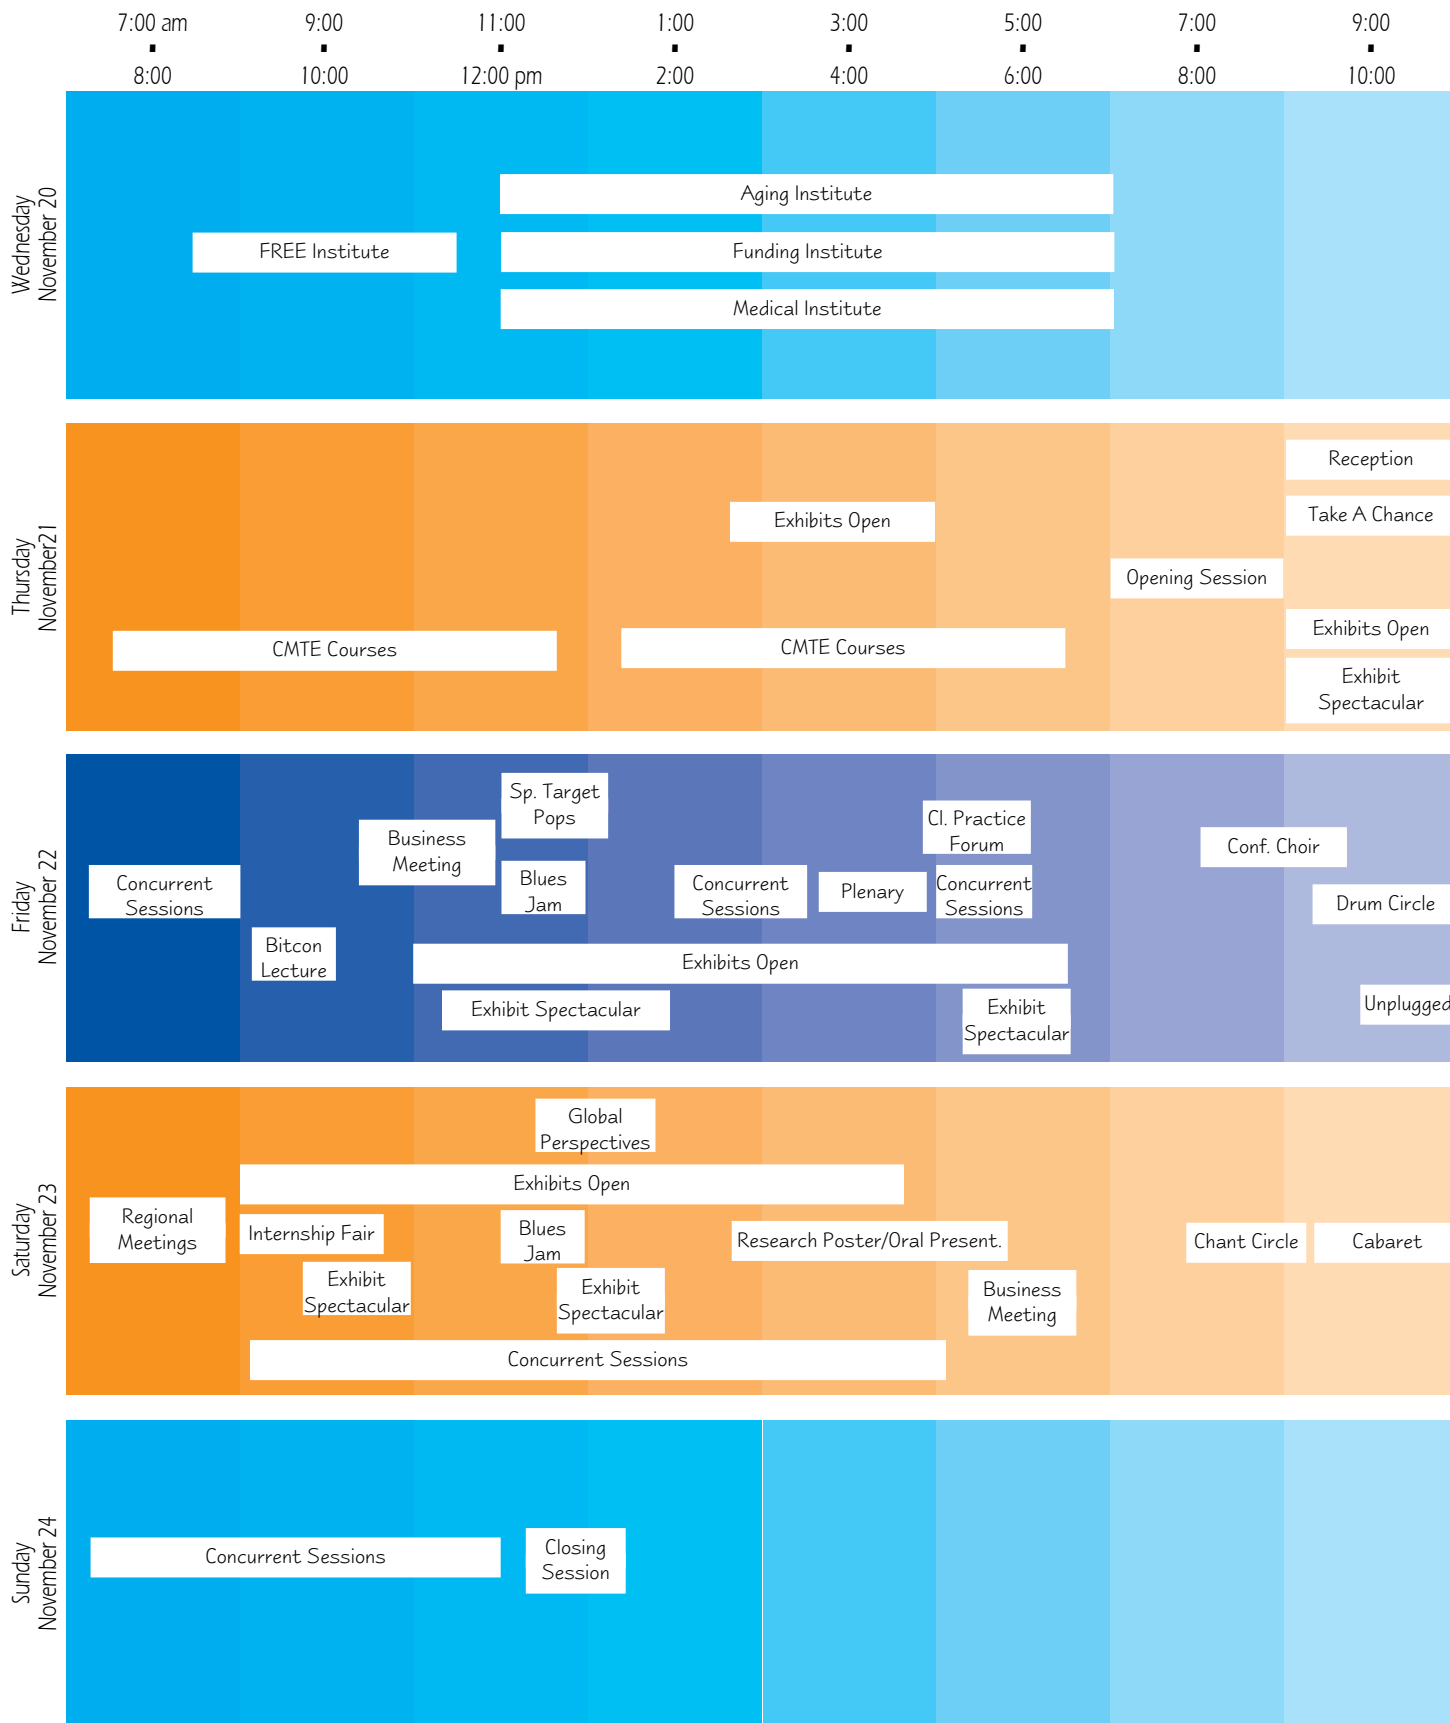 7:00 am 9:00 11:00 1:00 3:00 5:00 7:00 9:00
8:00 10:00 12:00 pm 2:00 4:00 6:00 8:00 10:00
Wednesday
November 20
Aging Institute
FREE Institute
Funding Institute
Medical Institute
Thursday
November21
Reception
Take A Chance
Exhibits Open
Opening Session
Exhibits Open
CMTE Courses
CMTE Courses
Exhibit
Spectacular
Friday
November 22
Sp. Target
Pops
Cl. Practice
Forum
Business
Meeting
Conf. Choir
Concurrent
Sessions
Blues
Jam
Concurrent
Sessions
Plenary
Concurrent
Sessions
Drum Circle
Bitcon
Lecture
Exhibits Open
Exhibit Spectacular
Exhibit
Spectacular
Unplugged
Saturday
November 23
Global
Perspectives
Exhibits Open
Regional
Meetings
Internship Fair
Blues
Jam
Research Poster/Oral Present.
Chant Circle
Cabaret
Exhibit
Spectacular
Exhibit
Spectacular
Business
Meeting
Concurrent Sessions
Sunday
November 24
Concurrent Sessions
Closing
Session